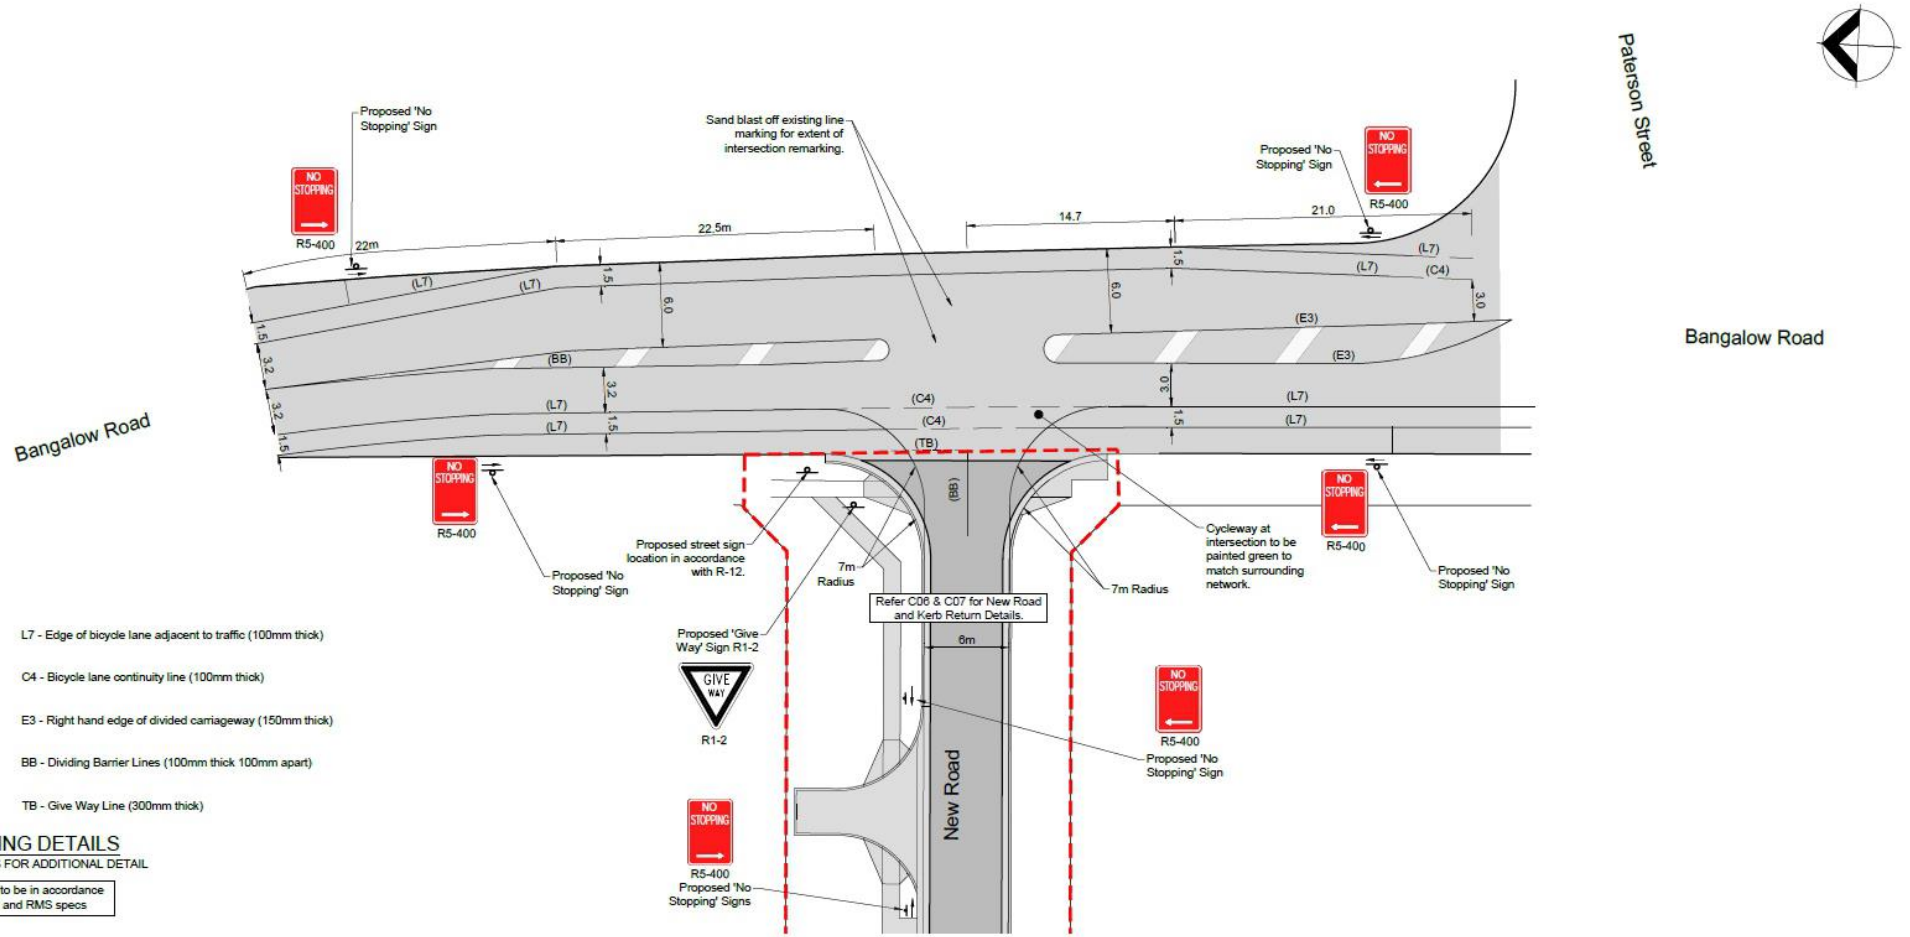 Paterson Street
Proposed 'No
Stopping' Sign
Sand blast off existing line
marking for extent of
intersection remarking.
NO
STOPPING
R5-400
Proposed 'No
Stopping' Sign
NO
STOPPING
R5-400
22m
22.5m
14.7
21.0
(L7)
(L7)
1.5
6.0
6.0
1.5
(L7)
(L7)
(C4)
3.0
(E3)
(E3)
Bangalow Road
1.5
3.2
3.2
1.5
(BB)
3.2
(L7)
1.5
(L7)
(C4)
(C4)
(TB)
3.0
1.5
(L7)
(L7)
Bangalow Road
NO
STOPPING
R5-400
(BB)
NO
STOPPING
R5-400
Proposed 'No
Stopping' Sign
Proposed street sign
location in accordance
with R-12.
7m
Radius
7m Radius
Cycleway at
intersection to be
painted green to
match surrounding
network.
Proposed 'No
Stopping' Sign
Refer C06 & C07 for New Road
and Kerb Return Details.
6m
Proposed 'Give
Way' Sign R1-2
GIVE
WAY
R1-2
NO
STOPPING
R5-400
Proposed 'No
Stopping' Sign
New Road
NO
STOPPING
R5-400
Proposed 'No
Stopping' Signs
L7 - Edge of bicycle lane adjacent to traffic (100mm thick)
C4 - Bicycle lane continuity line (100mm thick)
E3 - Right hand edge of divided carriageway (150mm thick)
BB - Dividing Barrier Lines (100mm thick 100mm apart)
TB - Give Way Line (300mm thick)
ING DETAILS
FOR ADDITIONAL DETAIL
to be in accordance
and RMS specs